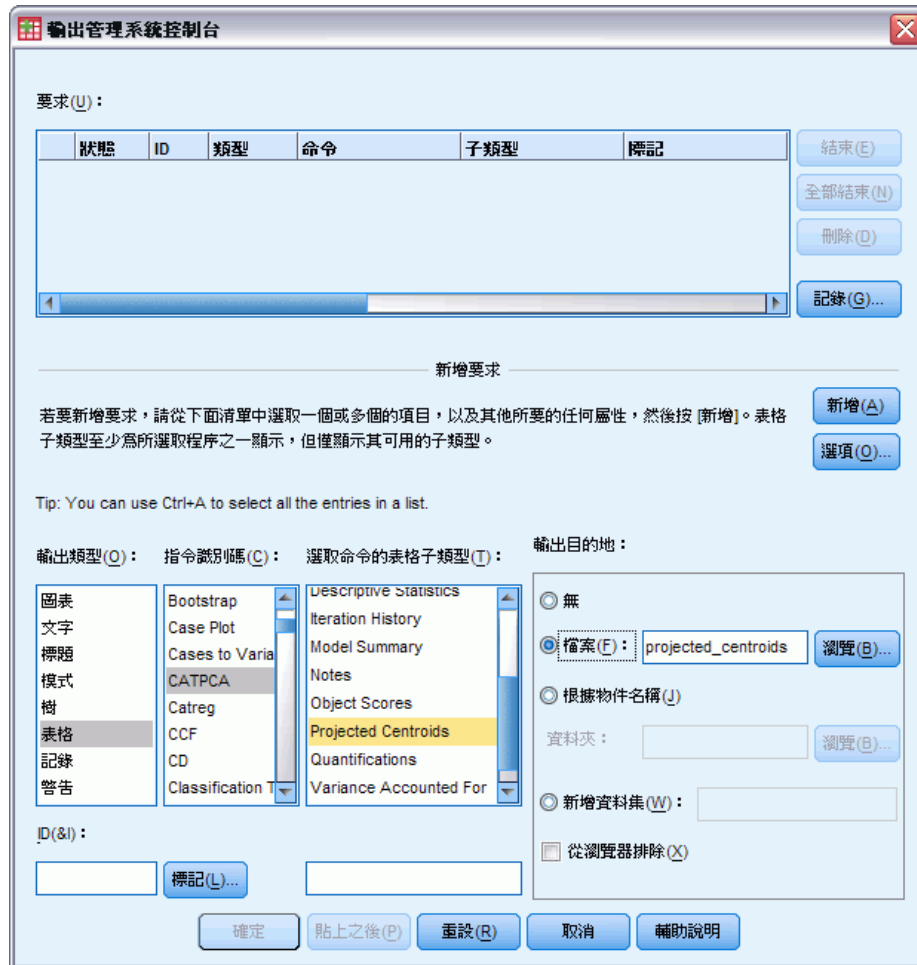 輸出管理系統控制台
要求(U)：
狀態 ID 類型 命令 子類型 標記
結束(E)
全部結束(N)
刪除(D)
記錄(G)...
新增要求
若要新增要求，請從下面清單中選取一個或多個的項目，以及其他所要的任何屬性，然後按 [新增]。表格
子類型至少為所選取程序之一顯示，但僅顯示其可用的子類型。
新增(A)
選項(O)...
Tip: You can use Ctrl+A to select all the entries in a list.
輸出類型(O)：
圖表
文字
標題
模式
樹
表格
記錄
警告
指令識別碼(C)：
Bootstrap
Case Plot
Cases to Varia
CATPCA
Catreg
CCF
CD
Classification T
選取命令的表格子類型(T)：
Descriptive Statistics
Iteration History
Model Summary
Notes
Object Scores
Projected Centroids
Quantifications
Variance Accounted For
輸出目的地：
無
檔案(F)： projected_centroids 瀏覽(B)...
根據物件名稱(J)
資料夾： 瀏覽(B)...
新增資料集(W)：
從瀏覽器排除(X)
ID(&I)：
標記(L)...
確定 貼上之後(P) 重設(R) 取消 輔助說明